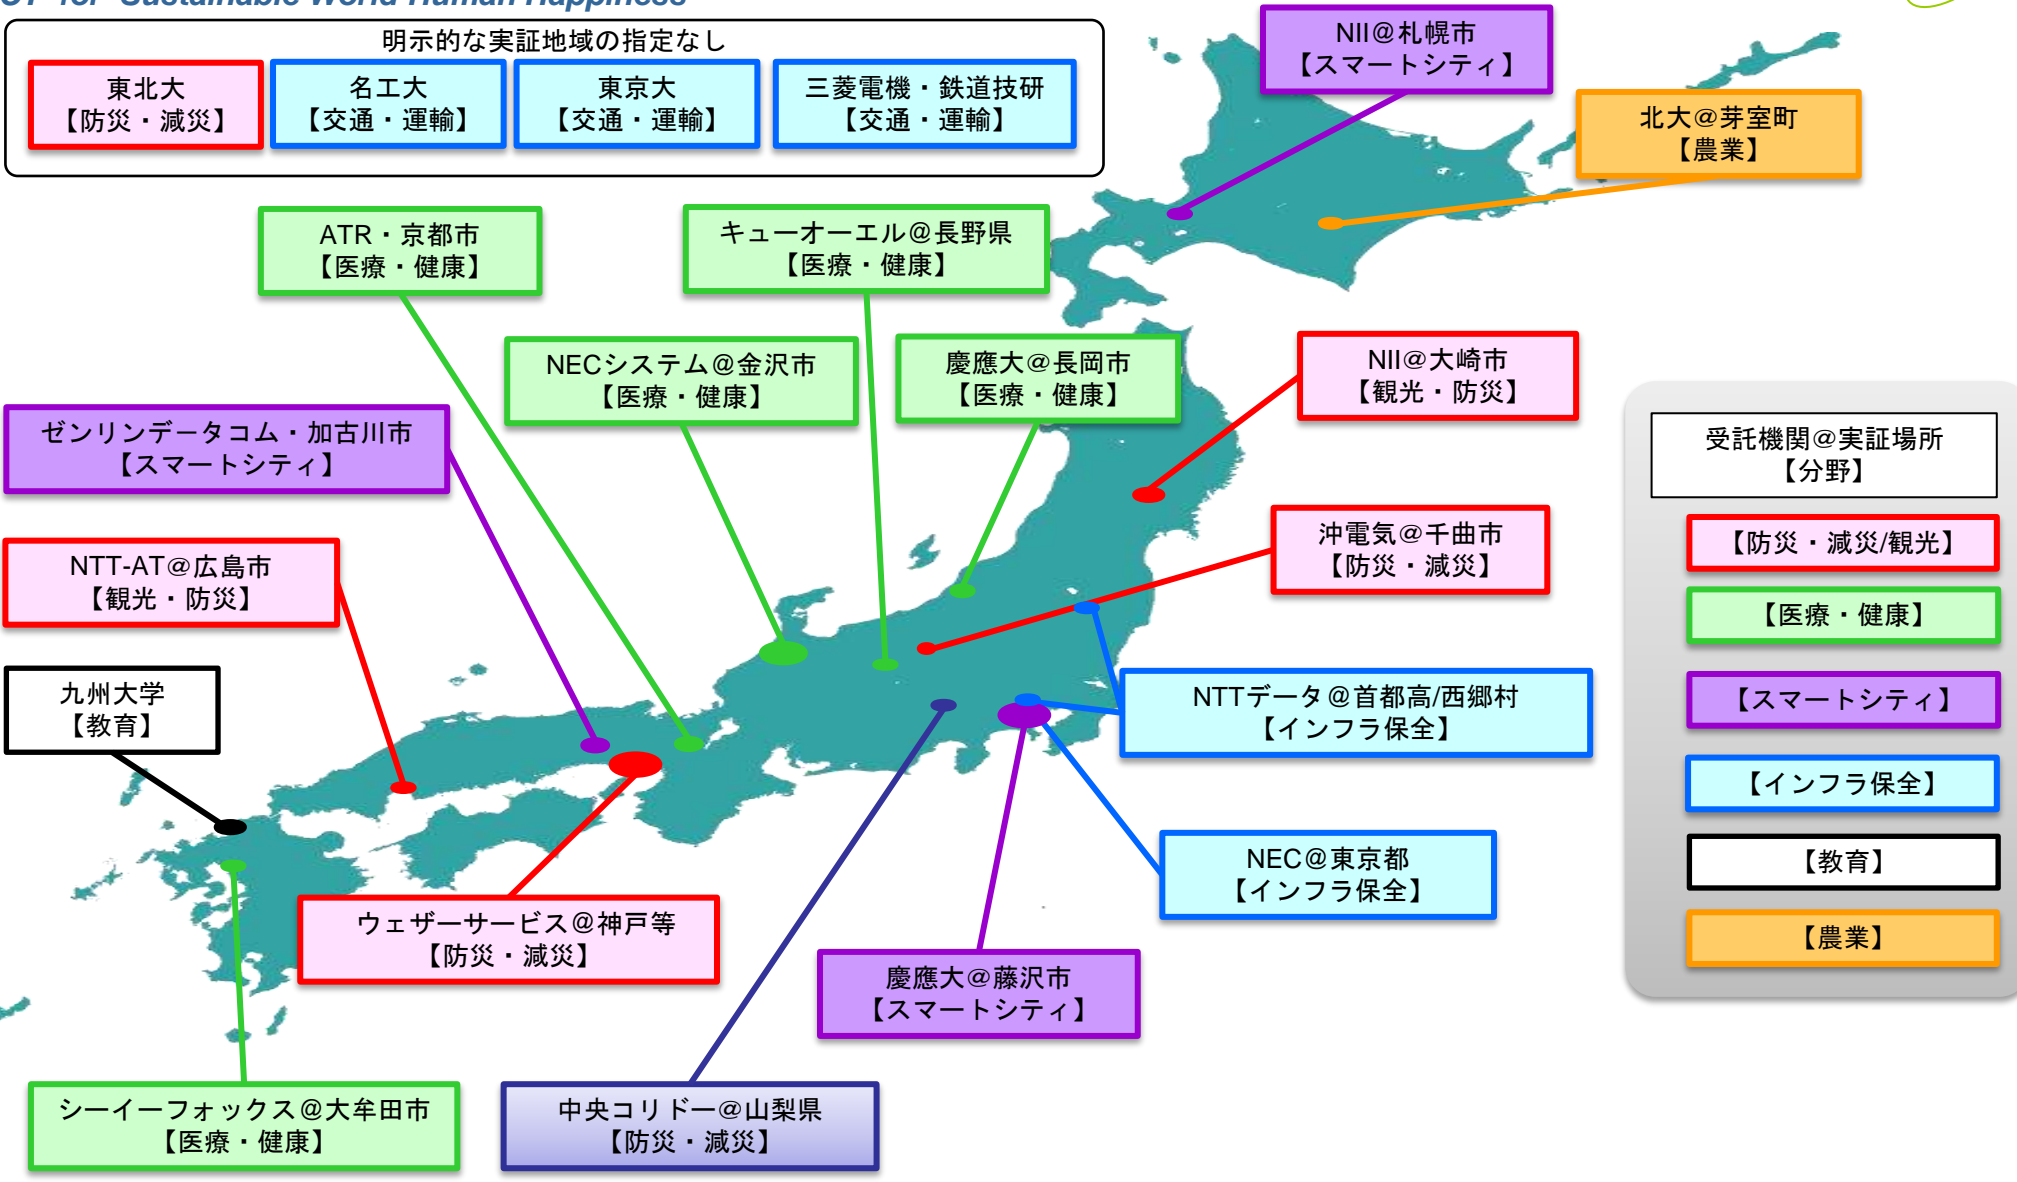 for Sustainable World Human Happiness
明示的な実証地域の指定なし
東北大
【防災・減災】
名工大
【交通・運輸】
東京大
【交通・運輸】
三菱電機・鉄道技研
【交通・運輸】
NII@札幌市
【スマートシティ】
北大@芽室町
【農業】
ATR・京都市
【医療・健康】
キューオーエル@長野県
【医療・健康】
NECシステム@金沢市
【医療・健康】
慶應大@長岡市
【医療・健康】
NII@大崎市
【観光・防災】
ゼンリンデータコム・加古川市
【スマートシティ】
沖電気@千曲市
【防災・減災】
NTT-AT@広島市
【観光・防災】
九州大学
【教育】
NTTデータ@首都高/西郷村
【インフラ保全】
NEC@東京都
【インフラ保全】
ウェザーサービス@神戸等
【防災・減災】
慶應大@藤沢市
【スマートシティ】
シーイーフォックス@大牟田市
【医療・健康】
中央コリドー@山梨県
【防災・減災】
受託機関@実証場所
【分野】
【防災・減災/観光】
【医療・健康】
【スマートシティ】
【インフラ保全】
【教育】
【農業】